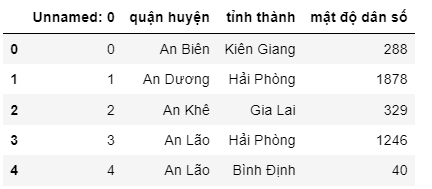 Unnamed: 0 quận huyện tỉnh thành mật độ dân số
0 0 An Biên Kiên Giang 288
1 1 An Dương Hải Phòng 1878
2 2 An Khê Gia Lai 329
3 3 An Lão Hải Phòng 1246
4 4 An Lão Bình Định 40